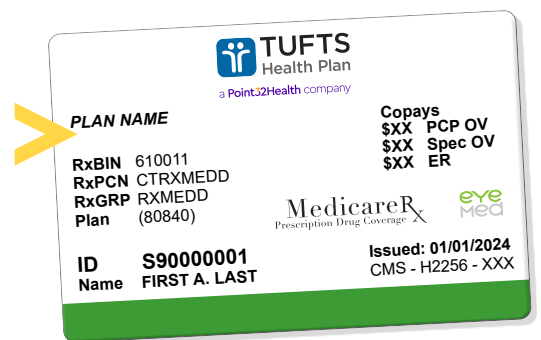 TUFTS
Health Plan
a Point32Health company
PLAN NAME
Copays
$XX PCP OV
$XX Spec OV
$XX ER
RxBIN 610011
RxPCN CTRXMEDD
RxGRP RXMEDD
Plan (80840)
MedicareRx
Prescription Drug Coverage
eye
Med
ID S90000001
Name FIRST A. LAST
Issued: 01/01/2024
CMS - H2256 - XXX